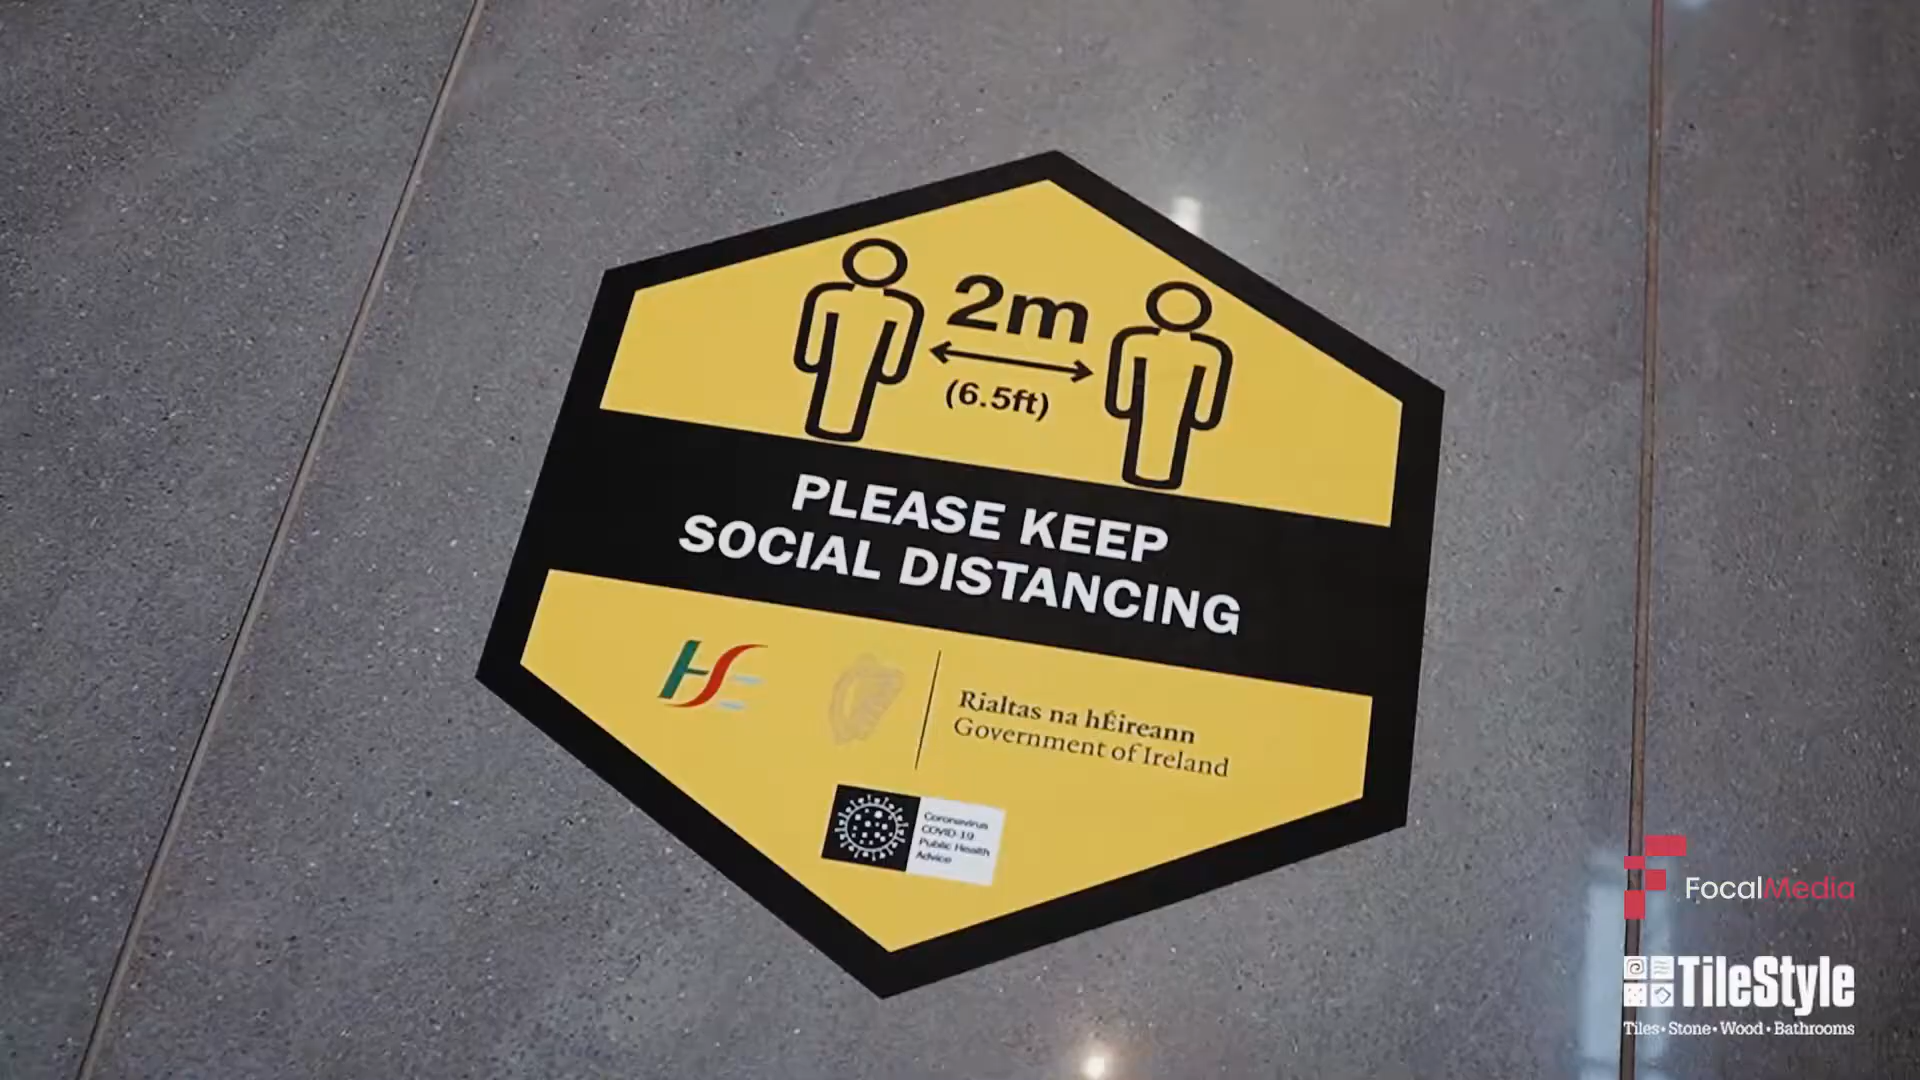 2m
(6.5ft)
PLEASE KEEP
SOCIAL DISTANCING
HSE
Rialtas na hÉireann
Government of Ireland
Coronavirus
COVID-19
Public Health
Advice
FocalMedia
TileStyle
Tiles • Stone • Wood • Bathrooms